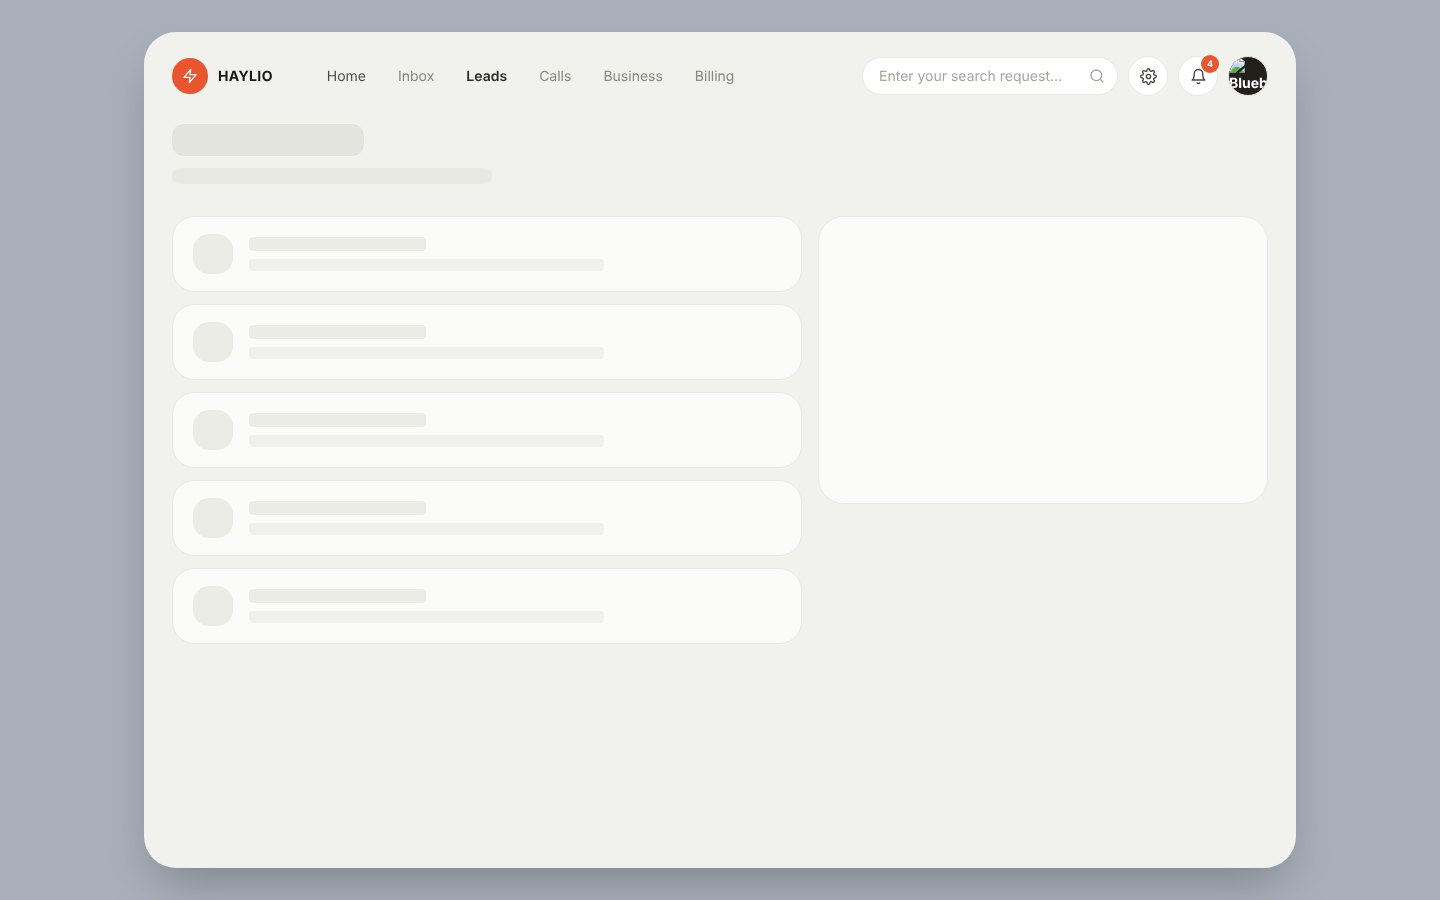 HAYLIO
Home
Inbox
Leads
Calls
Business
Billing
Enter your search request...
4
Blueb